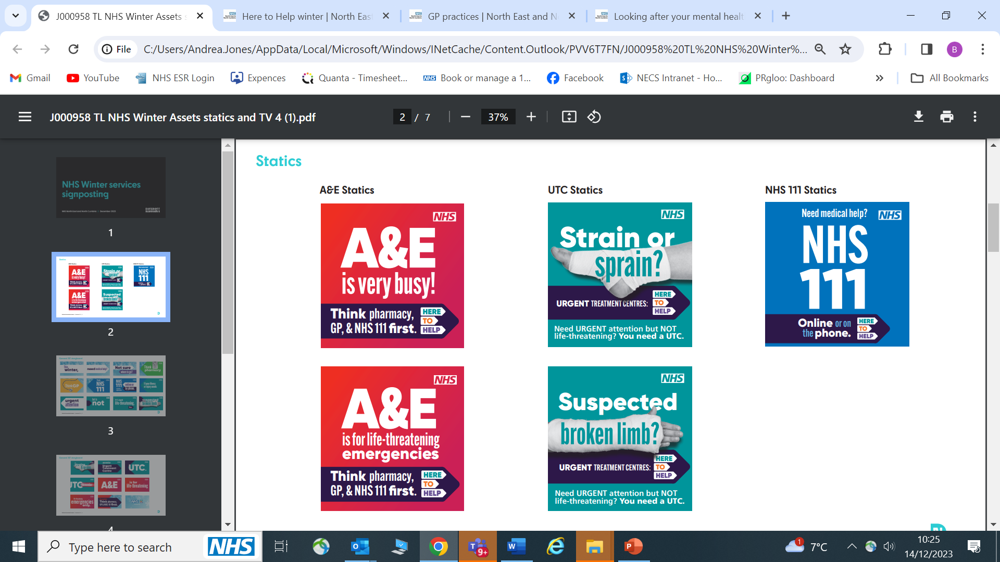 J000958 TL NHS Winter Assets s
Here to Help winter | North East
GP practices | North East and N
Looking after your mental healt
File
C:/Users/Andrea.Jones/AppData/Local/Microsoft/Windows/INetCache/Content.Outlook/PVV6T7FN/J000958%20TL%20NHS%20Winter%...
B
Gmail
YouTube
NHS ESR Login
Expences
Quanta - Timesheet...
NHS
Book or manage a 1...
Facebook
NECS Intranet - Ho...
PRgloo: Dashboard
All Bookmarks
J000958 TL NHS Winter Assets statics and TV 4 (1).pdf
2 / 7
37%
NHS Winter services
signposting
1
2
3
4
Statics
A&E Statics
NHS
A&E
is very busy!
Think pharmacy,
GP, & NHS 111 first.
HERE
TO
HELP
UTC Statics
NHS
Strain or
sprain?
URGENT TREATMENT CENTRES:
HERE
TO
HELP
Need URGENT attention but NOT
life-threatening? You need a UTC.
NHS 111 Statics
Need medical help?
NHS
NHS
111
Online or on
the phone.
HERE
TO
HELP
NHS
A&E
is for life-threatening
emergencies
Think pharmacy,
GP, & NHS 111 first.
HERE
TO
HELP
NHS
Suspected
broken limb?
URGENT TREATMENT CENTRES:
HERE
TO
HELP
Need URGENT attention but NOT
life-threatening? You need a UTC.
Type here to search
NHS
9+
1
7°C
10:25
14/12/2023